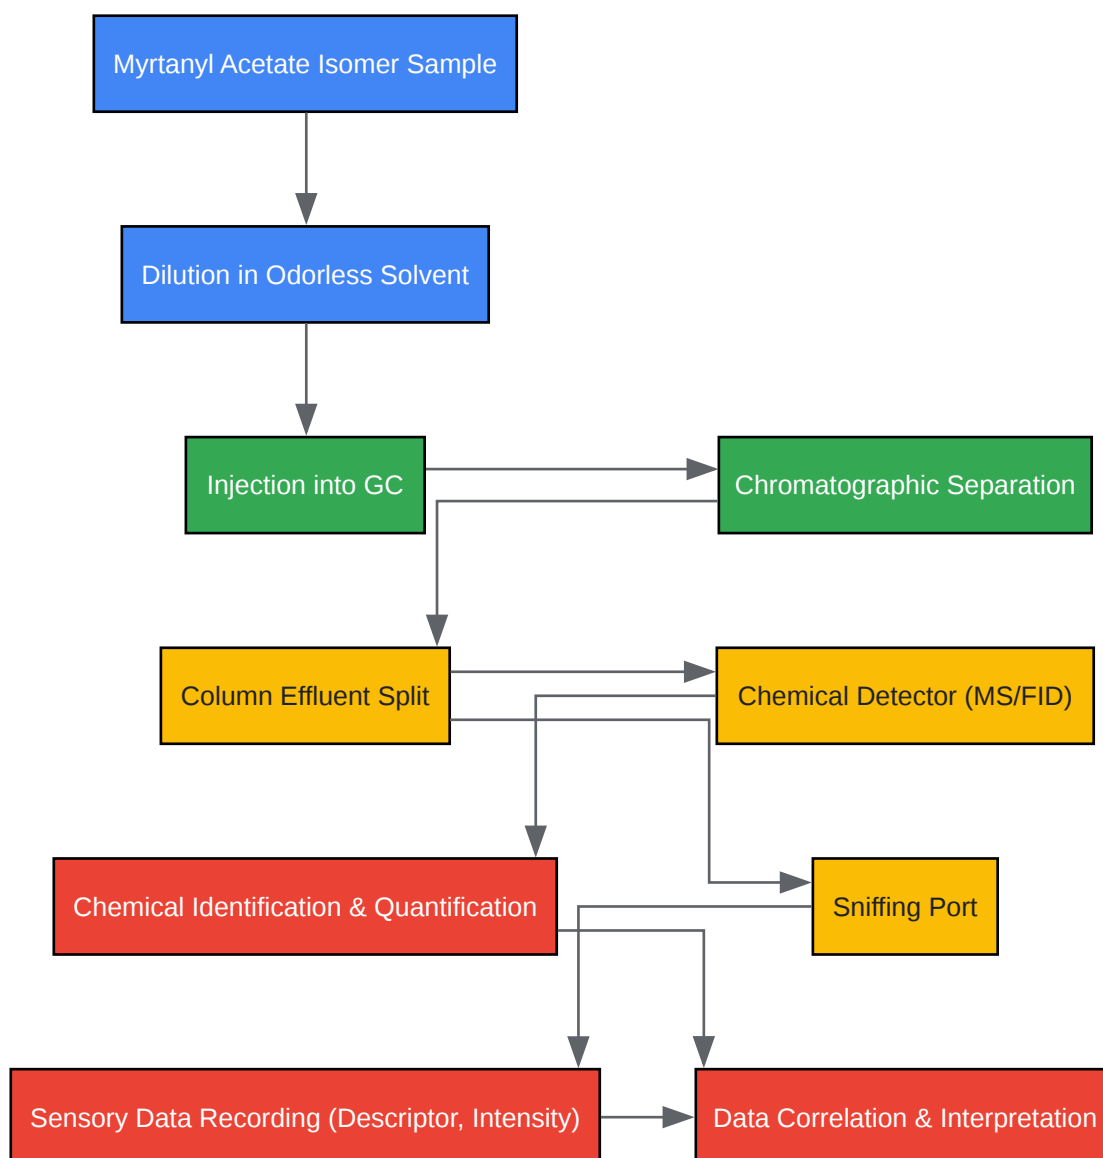 Myrtanyl Acetate Isomer Sample
Dilution in Odorless Solvent
Injection into GC
Chromatographic Separation
Column Effluent Split
Chemical Detector (MS/FID)
Chemical Identification & Quantification
Sniffing Port
Sensory Data Recording (Descriptor, Intensity)
Data Correlation & Interpretation